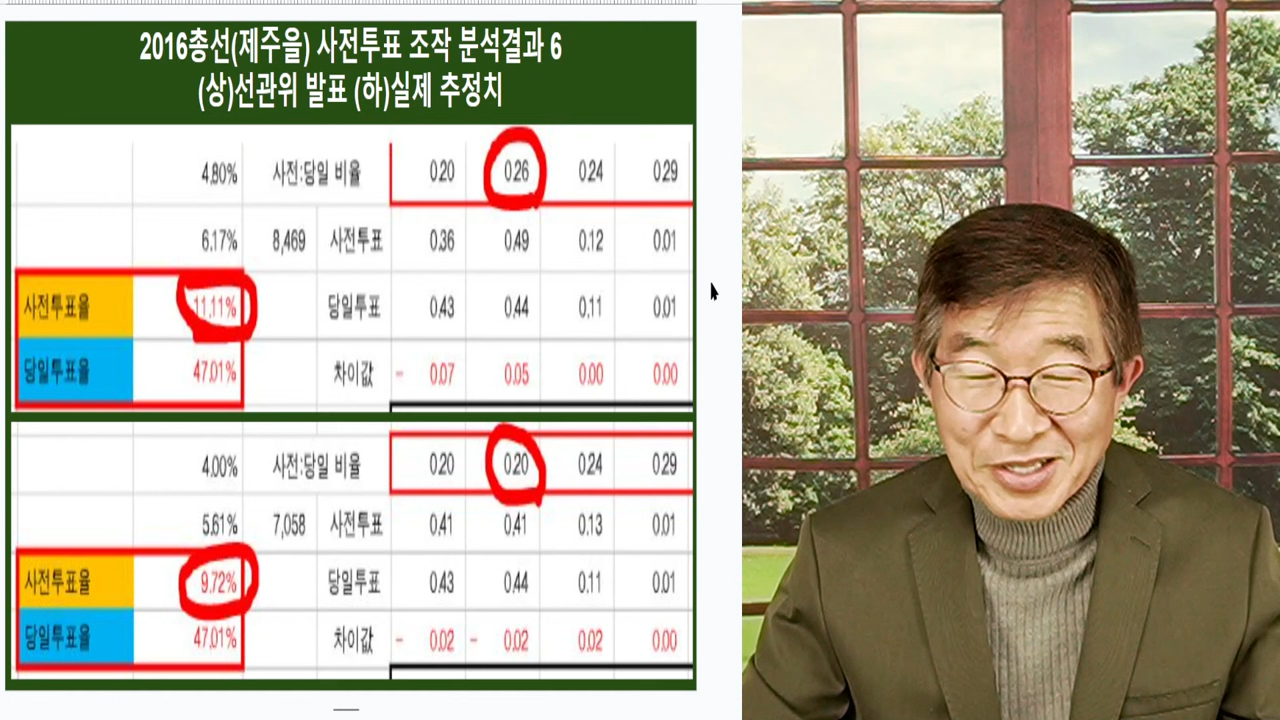 2016총선(제주을) 사전투표 조작 분석결과 6
(상)선관위 발표 (하)실제 추정치
4.80% 사전:당일 비율 0.20 0.26 0.24 0.29
6.17% 8,469 사전투표 0.36 0.49 0.12 0.01
사전투표율 11.11% 당일투표 0.43 0.44 0.11 0.01
당일투표율 47.01% 차이값 - 0.07 0.05 0.00 0.00
4.00% 사전:당일 비율 0.20 0.20 0.24 0.29
5.61% 7,058 사전투표 0.41 0.41 0.13 0.01
사전투표율 9.72% 당일투표 0.43 0.44 0.11 0.01
당일투표율 47.01% 차이값 - 0.02 - 0.02 0.02 0.00